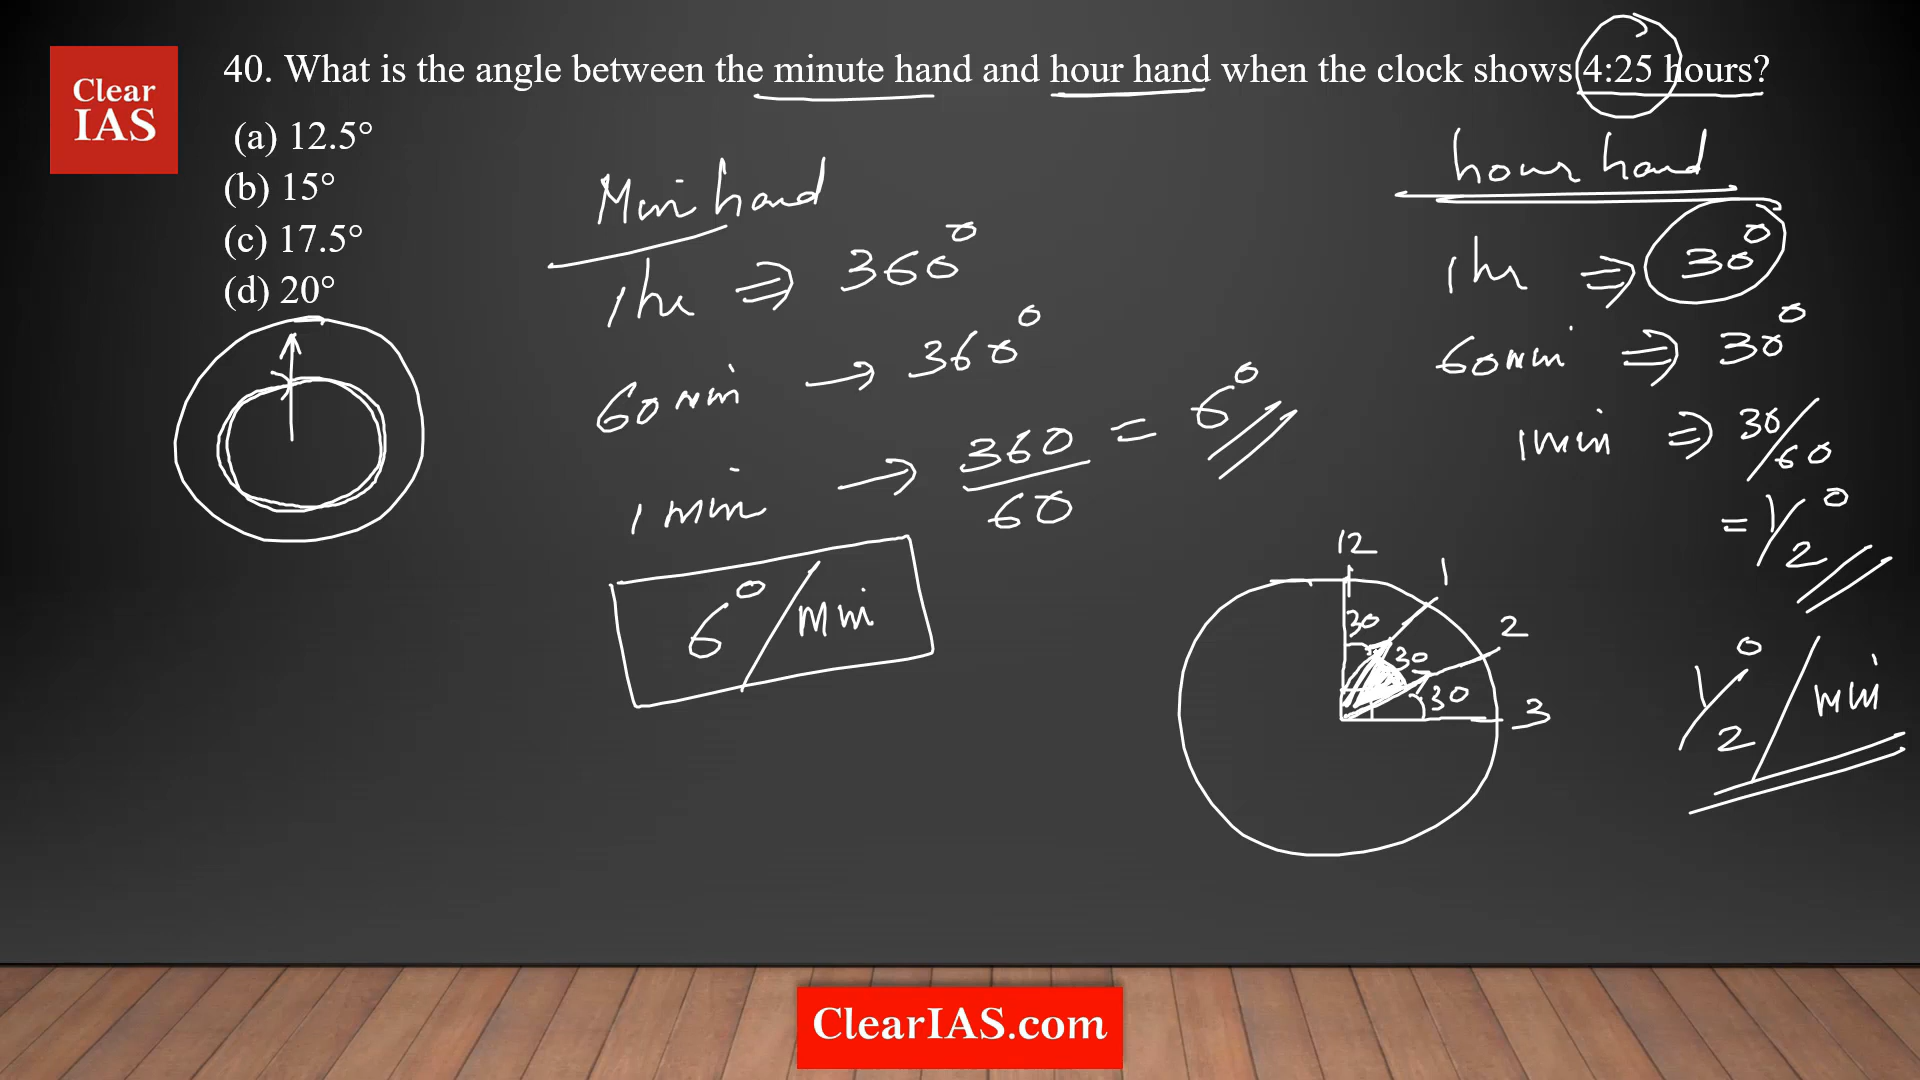 Clear
IAS
40. What is the angle between the minute hand and hour hand when the clock shows 4:25 hours?
(a) 12.5°
(b) 15°
(c) 17.5°
(d) 20°
Min hand
1hr ⇒ 360°
60 min → 360°
1 min → 360/60 = 6°
6°/min
hour hand
1hr ⇒ 30°
60 min ⇒ 30°
1 min ⇒ 30/60
= 1/2°
1/2°/min
12
1
2
3
30
30
30
ClearIAS.com